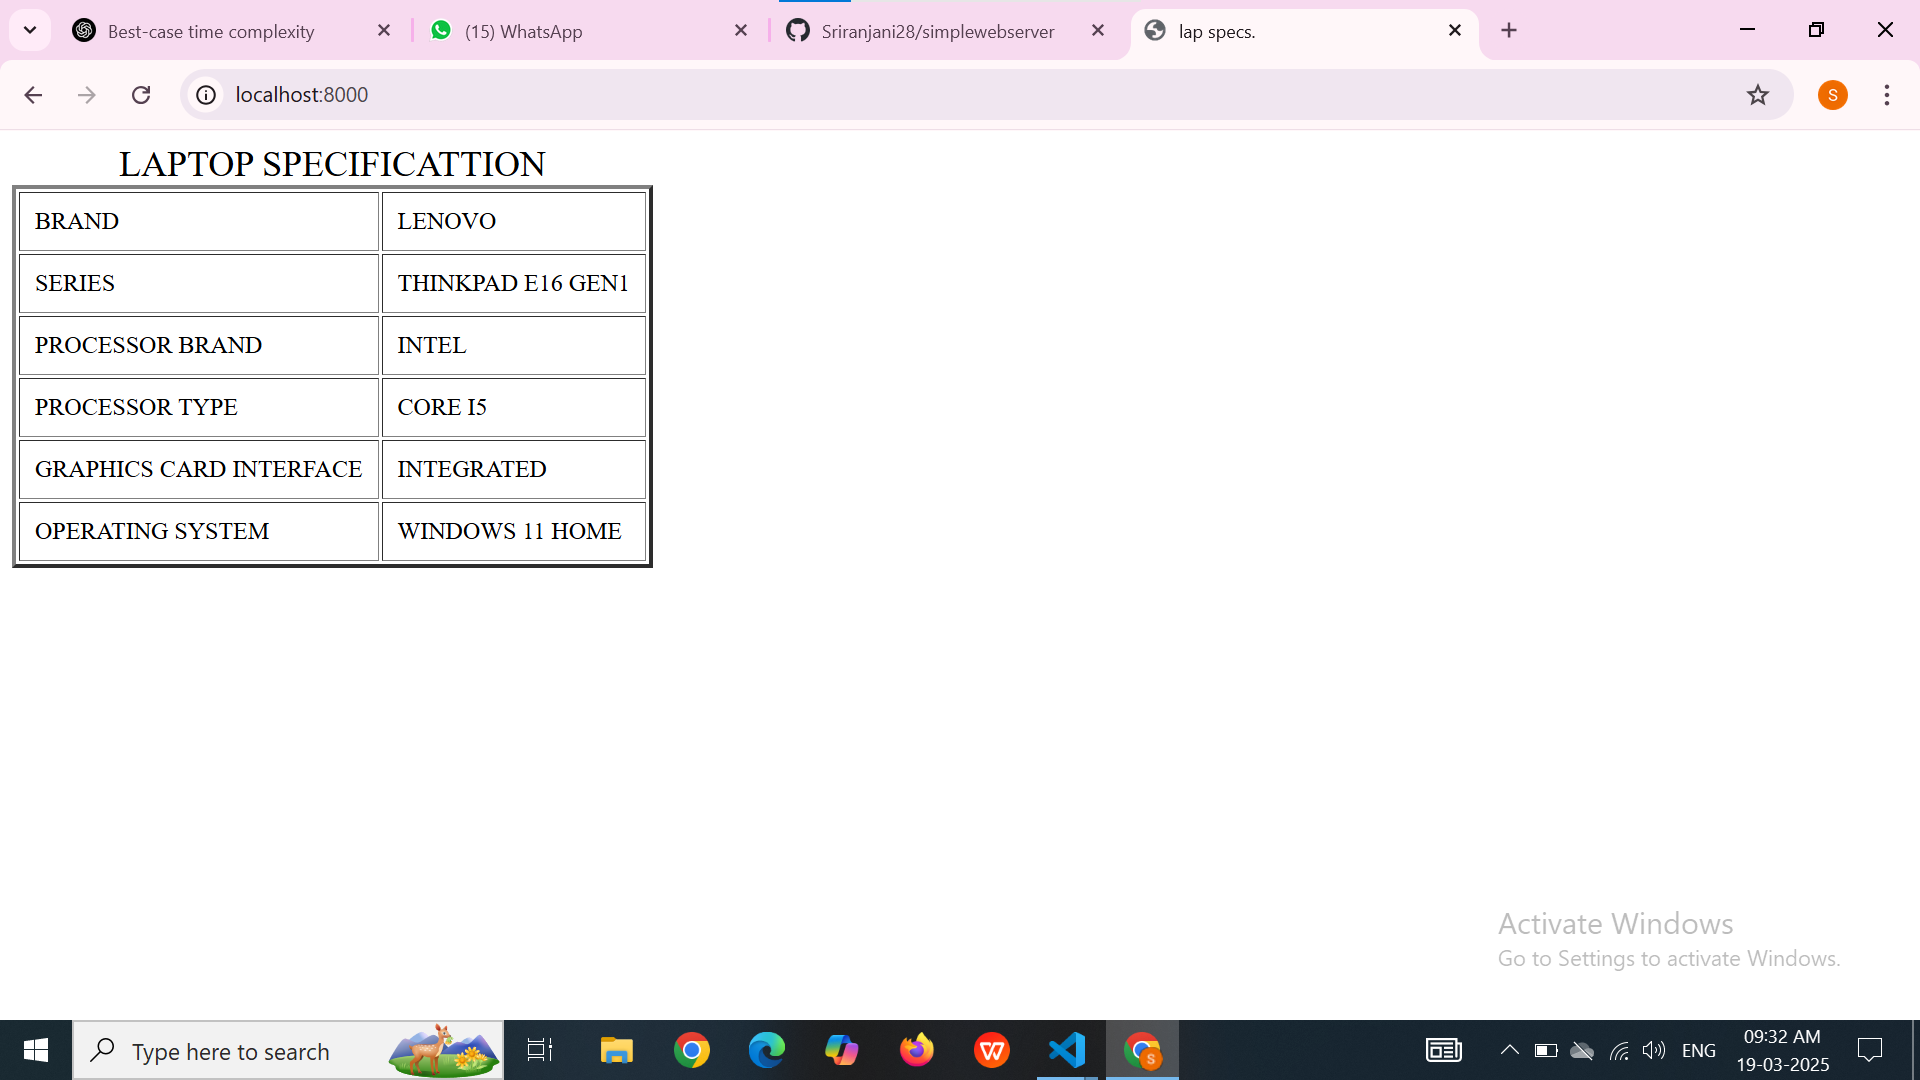 Best-case time complexity
(15) WhatsApp
Sriranjani28/simplewebserver
lap specs.
localhost:8000
S
LAPTOP SPECIFICATTION
BRAND LENOVO
SERIES THINKPAD E16 GEN1
PROCESSOR BRAND INTEL
PROCESSOR TYPE CORE I5
GRAPHICS CARD INTERFACE INTEGRATED
OPERATING SYSTEM WINDOWS 11 HOME
Activate Windows
Go to Settings to activate Windows.
Type here to search
W
S
ENG
09:32 AM
19-03-2025